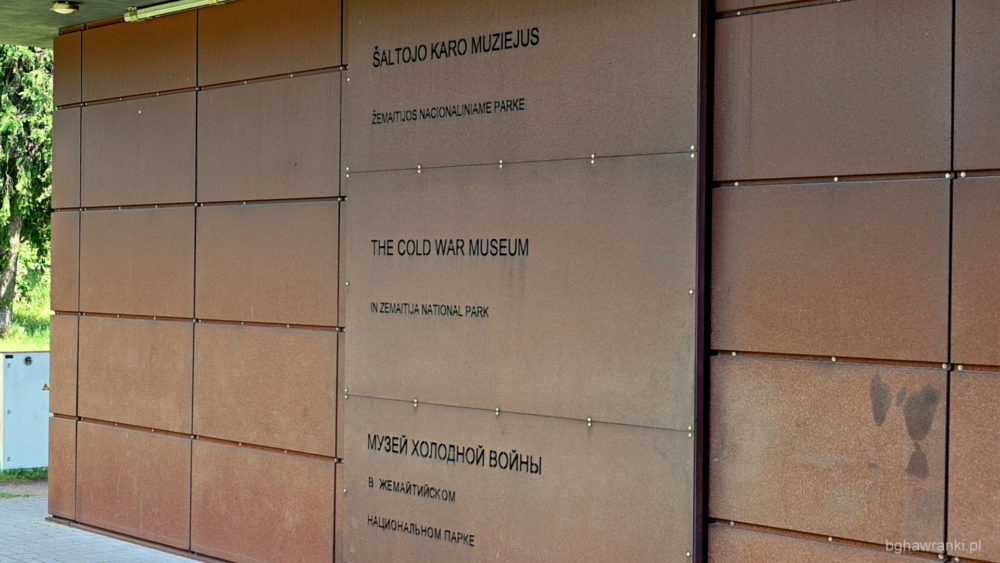 ŠALTOJO KARO MUZIEJUS
ŽEMAITIJOS NACIONALINIAME PARKE
THE COLD WAR MUSEUM
IN ZEMAITIJA NATIONAL PARK
МУЗЕЙ ХОЛОДНОЙ ВОЙНЫ
В ЖЕМАЙТИЙСКОМ
НАЦИОНАЛЬНОМ ПАРКЕ
bghawranki.pl